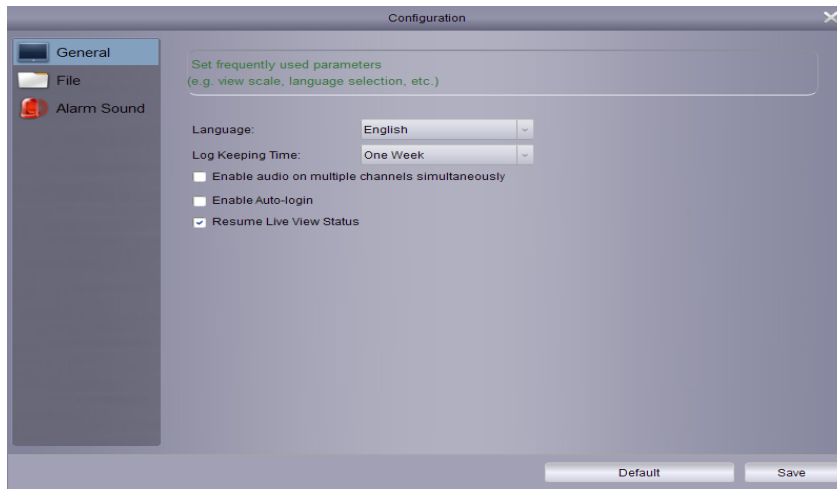 Configuration
General
File
Alarm Sound
Set frequently used parameters
(e.g. view scale, language selection, etc.)
Language: English
Log Keeping Time: One Week
Enable audio on multiple channels simultaneously
Enable Auto-login
Resume Live View Status
Default Save